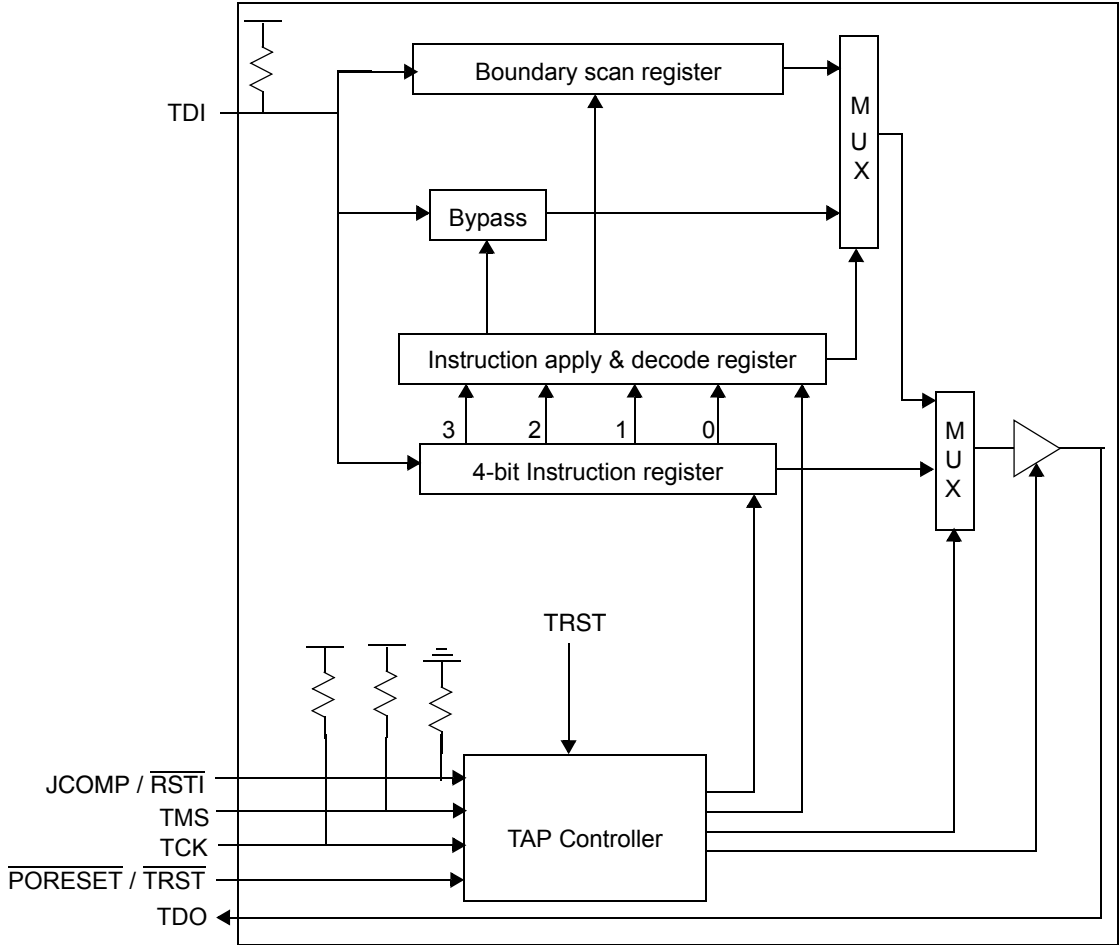 Boundary scan register
TDI
M
U
X
Bypass
Instruction apply & decode register
3 2 1 0
4-bit Instruction register
M
U
X
TRST
JCOMP / RSTI
TMS
TCK
TAP Controller
PORESET / TRST
TDO